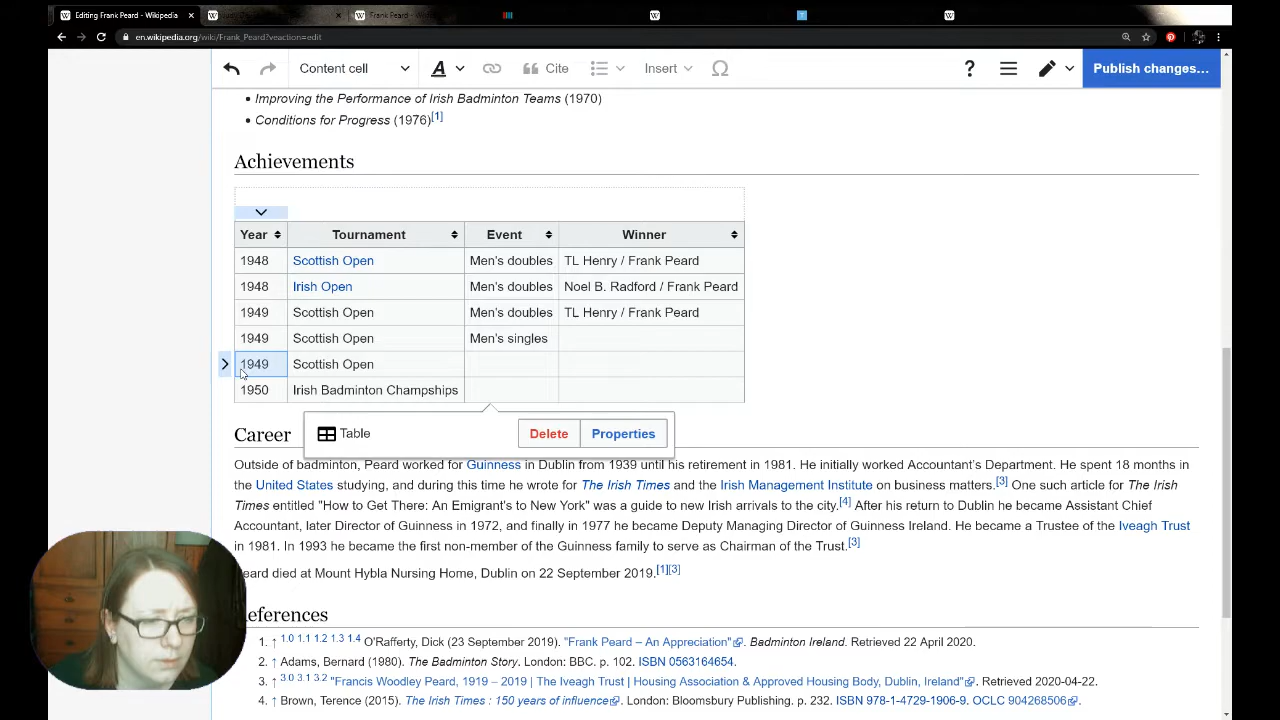 Editing Frank Peard - Wikipedia
Frank Peard - Wikipedia
en.wikipedia.org/wiki/Frank_Peard?veaction=edit
Content cell A Cite Insert Ω ? Publish changes…
• Improving the Performance of Irish Badminton Teams (1970)
• Conditions for Progress (1976)[1]
Achievements
Year Tournament Event Winner
1948 Scottish Open Men's doubles TL Henry / Frank Peard
1948 Irish Open Men's doubles Noel B. Radford / Frank Peard
1949 Scottish Open Men's doubles TL Henry / Frank Peard
1949 Scottish Open Men's singles
1949 Scottish Open
1950 Irish Badminton Champships
Table Delete Properties
Career
Outside of badminton, Peard worked for Guinness in Dublin from 1939 until his retirement in 1981. He initially worked Accountant's Department. He spent 18 months in
the United States studying, and during this time he wrote for The Irish Times and the Irish Management Institute on business matters.[3] One such article for The Irish
Times entitled "How to Get There: An Emigrant's to New York" was a guide to new Irish arrivals to the city.[4] After his return to Dublin he became Assistant Chief
Accountant, later Director of Guinness in 1972, and finally in 1977 he became Deputy Managing Director of Guinness Ireland. He became a Trustee of the Iveagh Trust
in 1981. In 1993 he became the first non-member of the Guinness family to serve as Chairman of the Trust.[3]
eard died at Mount Hybla Nursing Home, Dublin on 22 September 2019.[1][3]
eferences
1. ↑ 1.0 1.1 1.2 1.3 1.4 O'Rafferty, Dick (23 September 2019). "Frank Peard – An Appreciation". Badminton Ireland. Retrieved 22 April 2020.
2. ↑ Adams, Bernard (1980). The Badminton Story. London: BBC. p. 102. ISBN 0563164654.
3. ↑ 3.0 3.1 3.2 "Francis Woodley Peard, 1919 – 2019 | The Iveagh Trust | Housing Association & Approved Housing Body, Dublin, Ireland". Retrieved 2020-04-22.
4. ↑ Brown, Terence (2015). The Irish Times : 150 years of influence. London: Bloomsbury Publishing. p. 232. ISBN 978-1-4729-1906-9. OCLC 904268506.